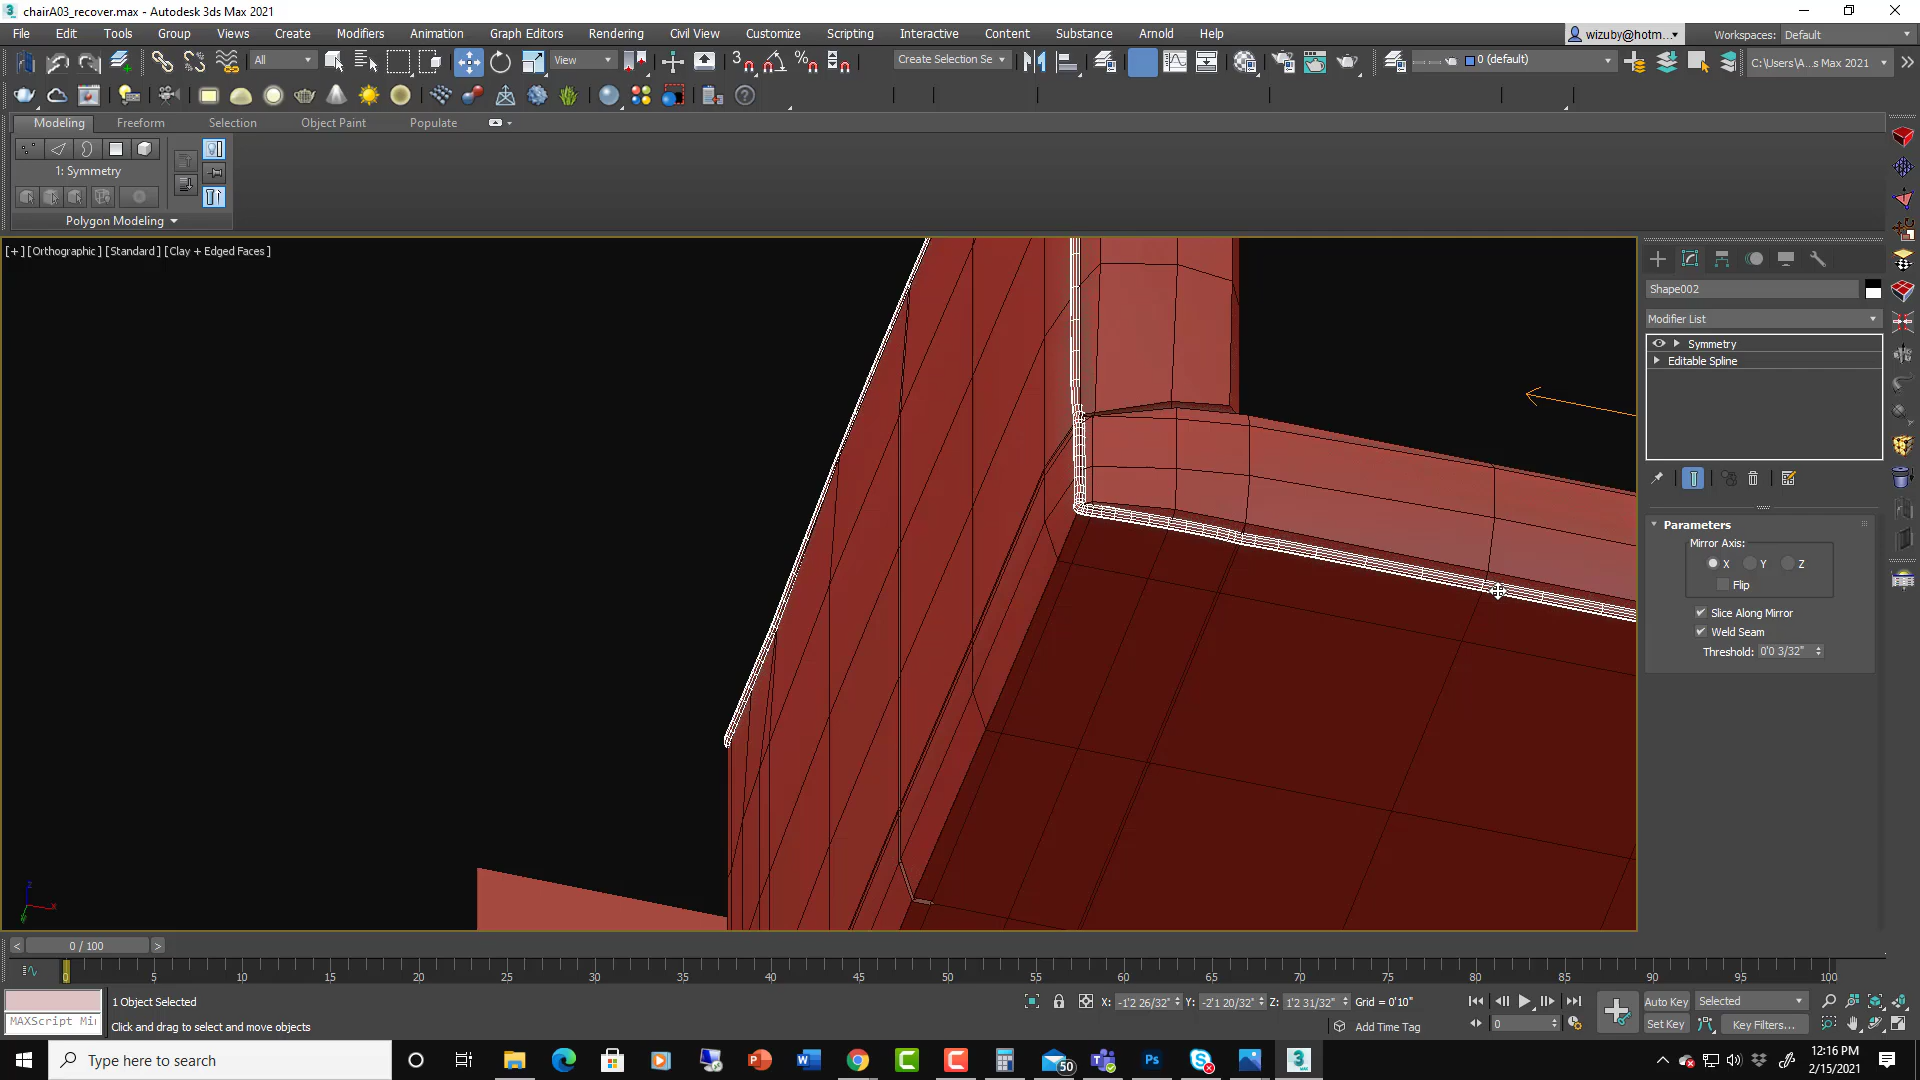 chairA03_recover.max - Autodesk 3ds Max 2021
File Edit Tools Group Views Create Modifiers Animation Graph Editors Rendering Civil View Customize Scripting Interactive Content Substance Arnold Help
wizuby@hotm... Workspaces: Default
All View Create Selection Se 0 (default) C:\Users\A...s Max 2021
Modeling Freeform Selection Object Paint Populate
1: Symmetry
Polygon Modeling
[+] [Orthographic] [Standard] [Clay + Edged Faces]
Shape002
Modifier List
Symmetry
Editable Spline
Parameters
Mirror Axis:
X Y Z
Flip
Slice Along Mirror
Weld Seam
Threshold: 0'0 3/32"
z
x
y
< 0 / 100 >
0 5 10 15 20 25 30 35 40 45 50 55 60 65 70 75 80 85 90 95 100
1 Object Selected
X: -1'2 26/32" Y: -2'1 20/32" Z: 1'2 31/32" Grid = 0'10"
Auto Key Selected
MAXScript Mi
Click and drag to select and move objects
Add Time Tag
0
Set Key Key Filters...
Type here to search
50
12:16 PM
2/15/2021